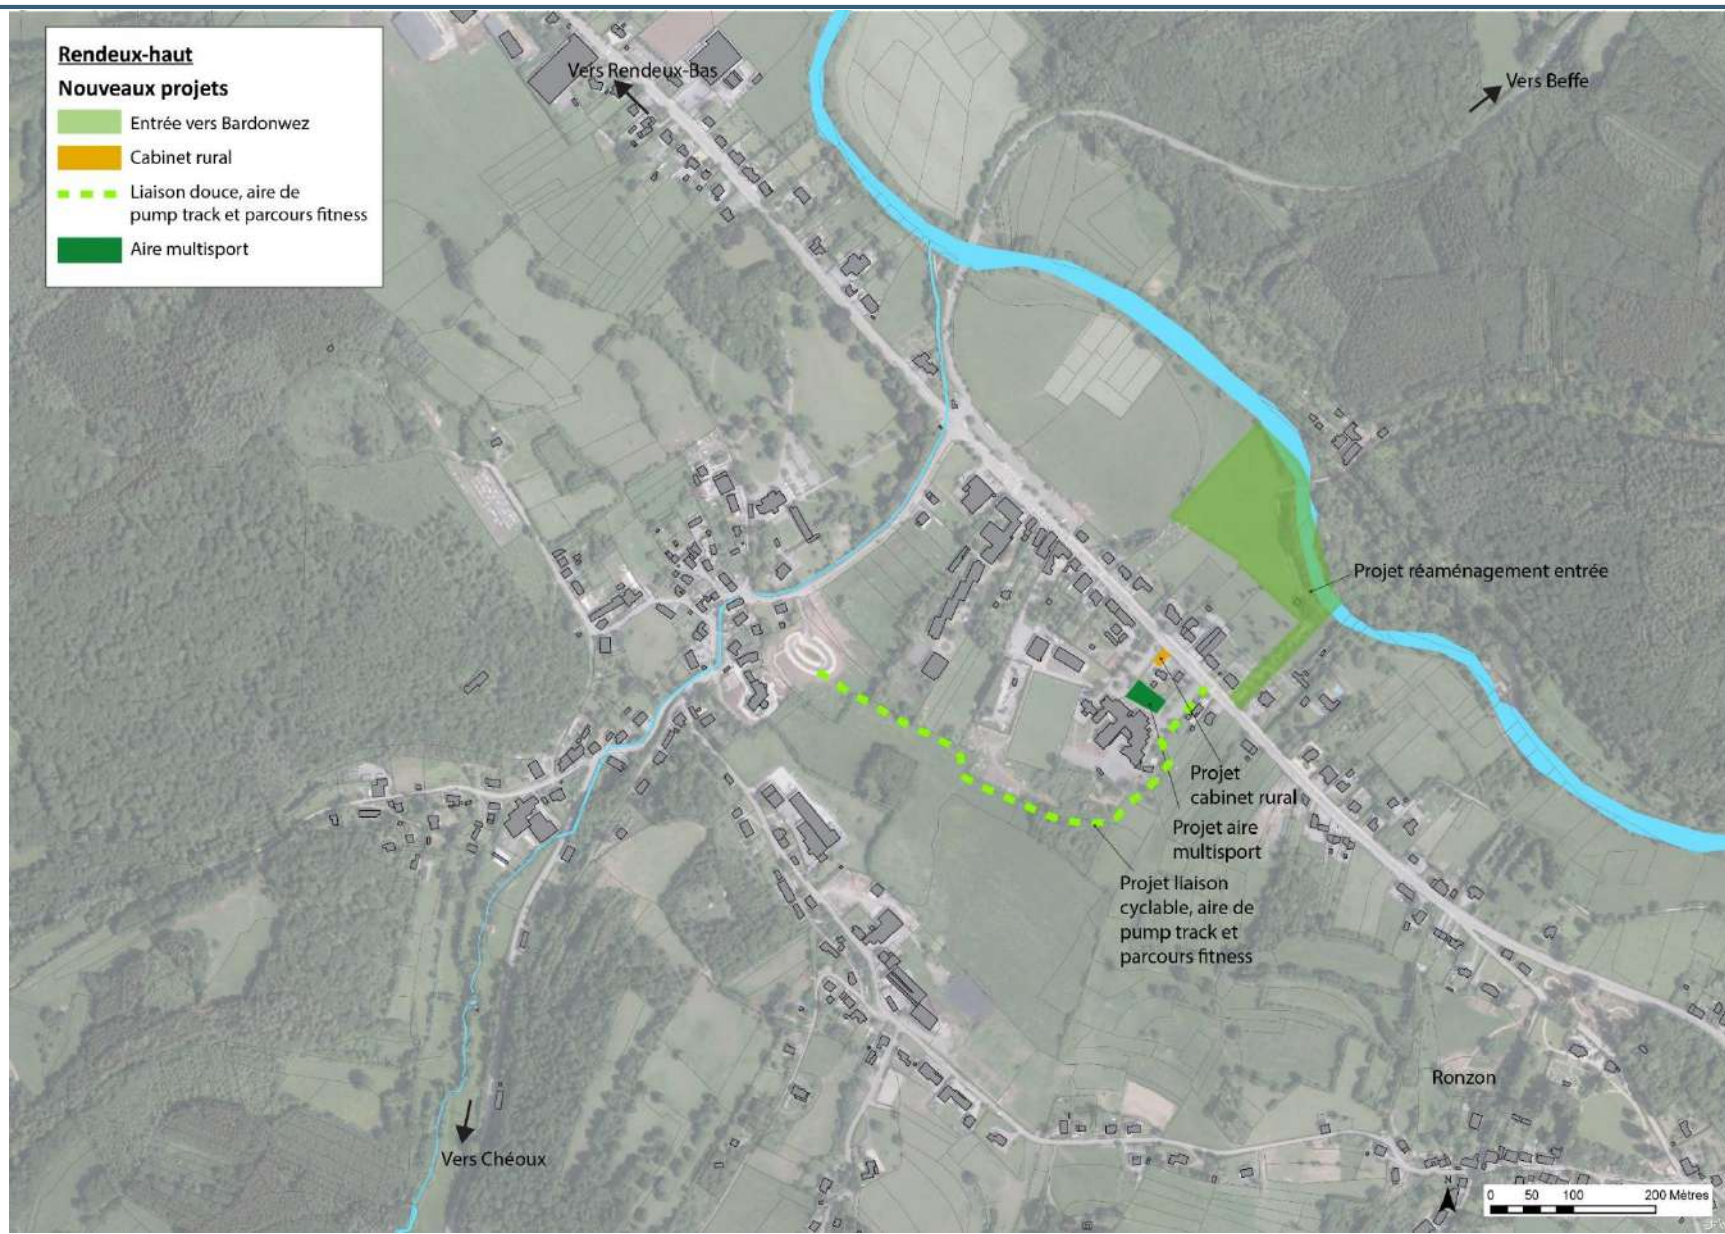 Rendeux-haut
Nouveaux projets
Entrée vers Bardonwez
Cabinet rural
Liaison douce, aire de
pump track et parcours fitness
Aire multisport
Vers Rendeux-Bas
Vers Beffe
Projet réaménagement entrée
Projet
cabinet rural
Projet aire
multisport
Projet liaison
cyclable, aire de
pump track et
parcours fitness
Ronzon
Vers Chéoux
N
0 50 100 200 Mètres